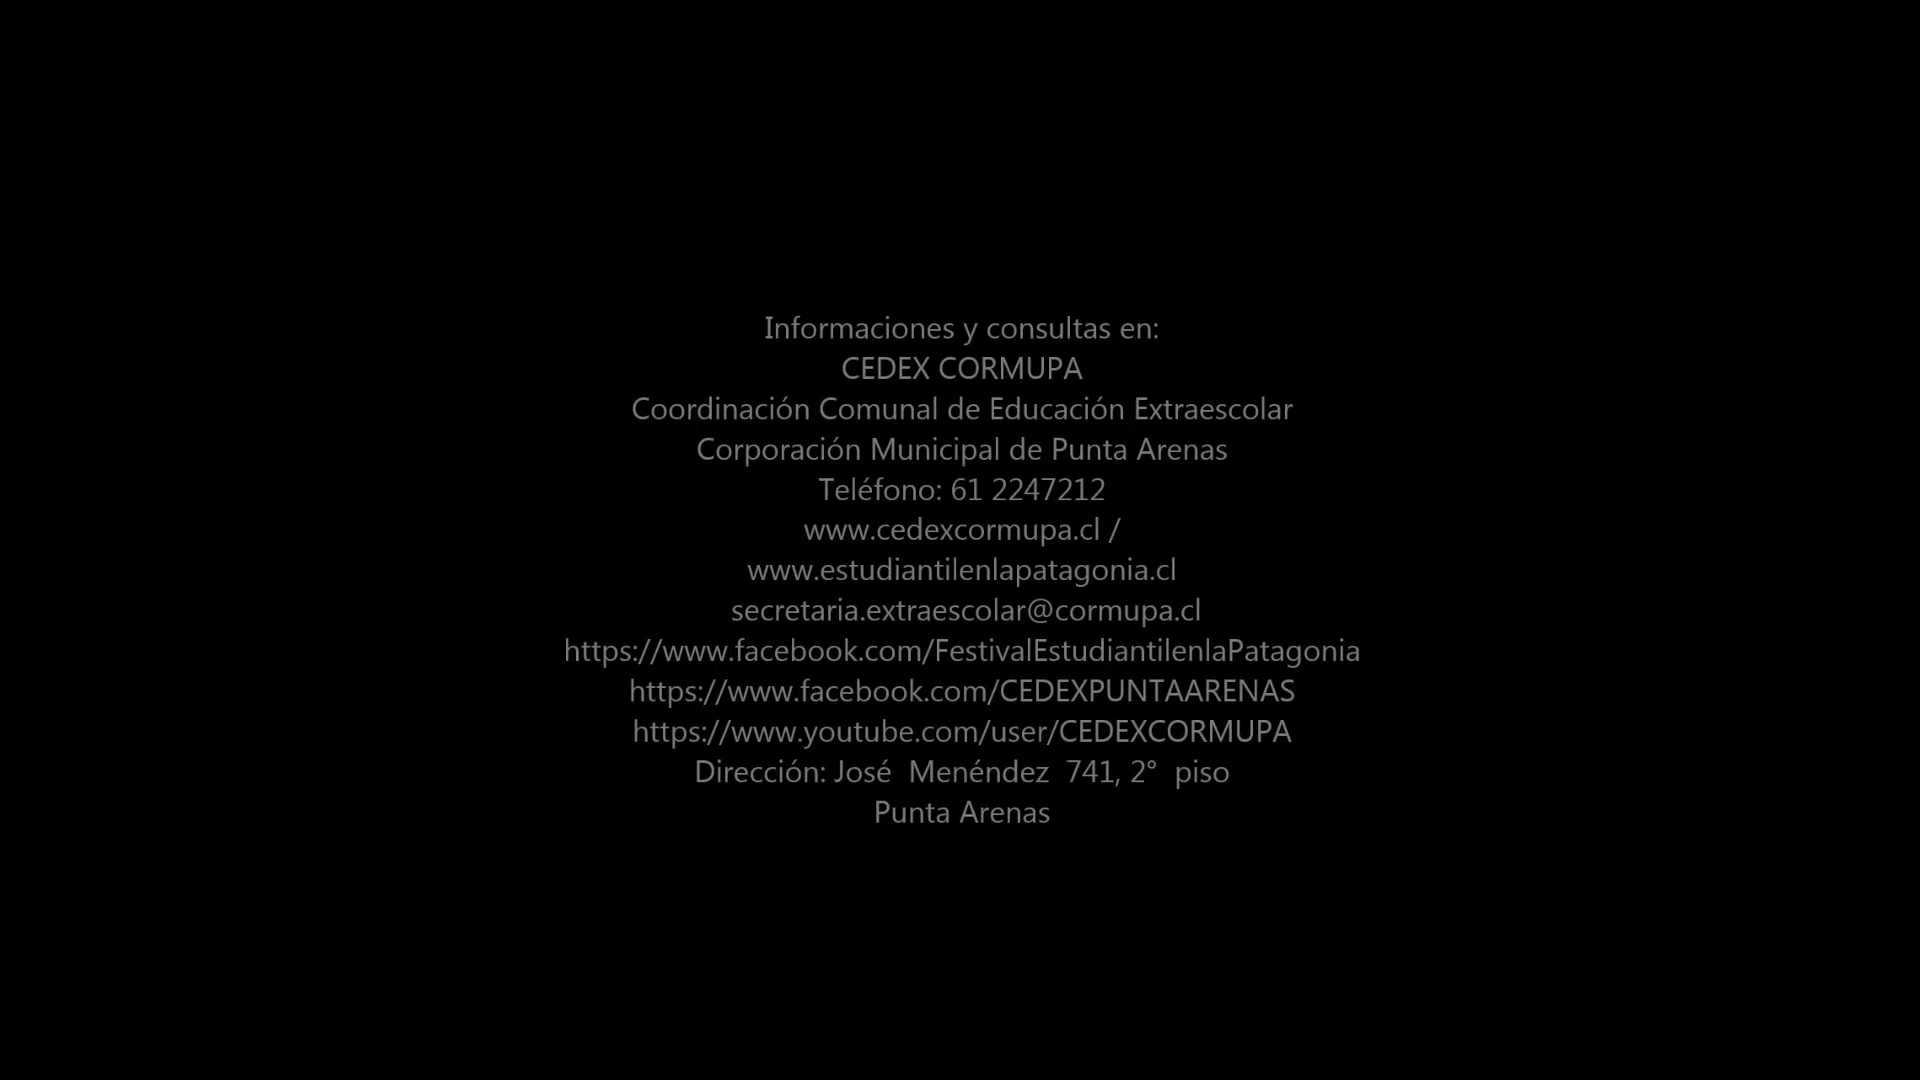 Informaciones y consultas en:
CEDEX CORMUPA
Coordinación Comunal de Educación Extraescolar
Corporación Municipal de Punta Arenas
Teléfono: 61 2247212
www.cedexcormupa.cl /
www.estudiantilenlapatagonia.cl
secretaria.extraescolar@cormupa.cl
https://www.facebook.com/FestivalEstudiantilenlaPatagonia
https://www.facebook.com/CEDEXPUNTAARENAS
https://www.youtube.com/user/CEDEXCORMUPA
Dirección: José  Menéndez  741, 2°  piso
Punta Arenas